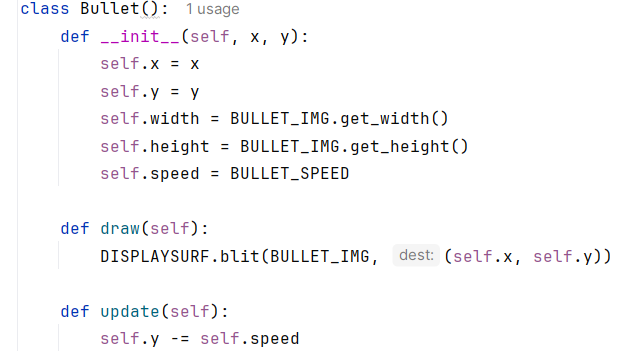 class Bullet():  1 usage
    def __init__(self, x, y):
        self.x = x
        self.y = y
        self.width = BULLET_IMG.get_width()
        self.height = BULLET_IMG.get_height()
        self.speed = BULLET_SPEED
    def draw(self):
        DISPLAYSURF.blit(BULLET_IMG, dest: (self.x, self.y))
    def update(self):
        self.y -= self.speed